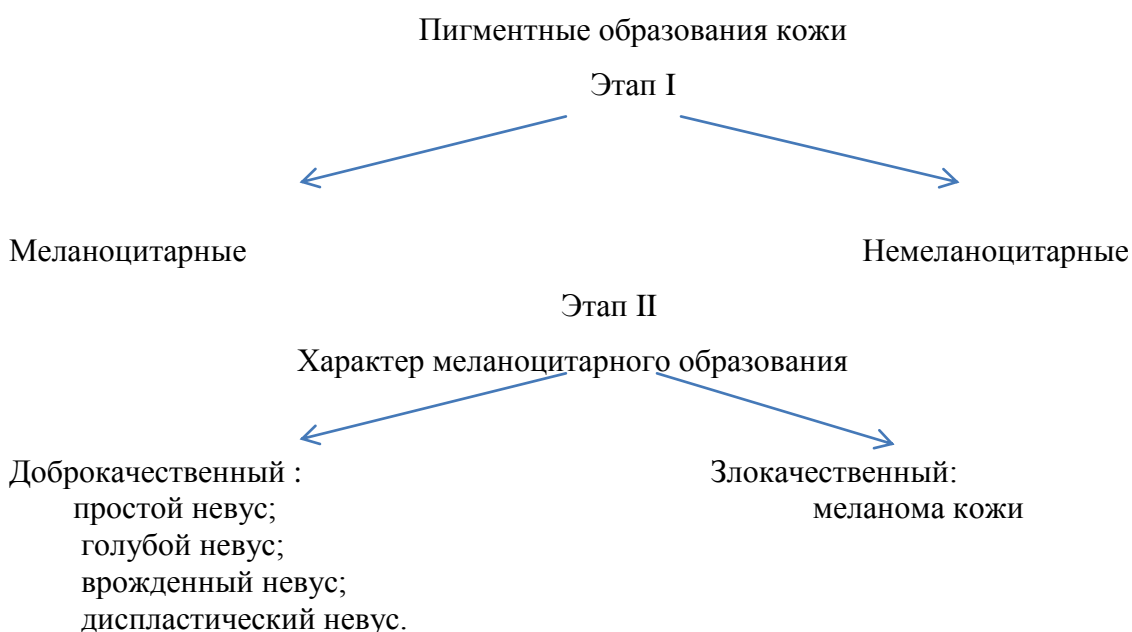 Пигментные образования кожи
Этап I
Меланоцитарные Немеланоцитарные
Этап II
Характер меланоцитарного образования
Доброкачественный : Злокачественный:
простой невус; меланома кожи
голубой невус;
врожденный невус;
диспластический невус.